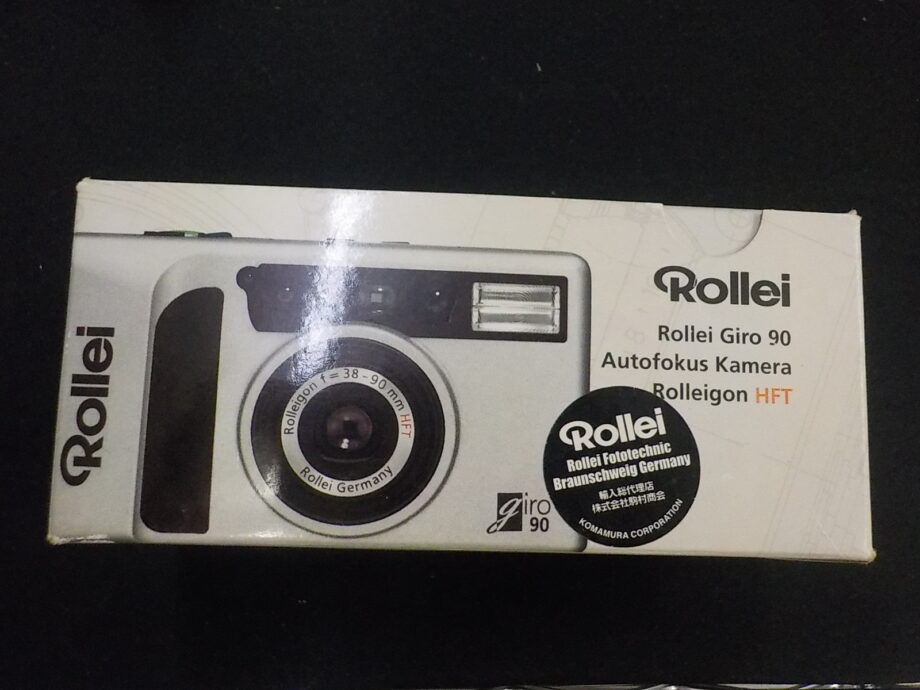 Rollei
Rolleigon f = 38 - 90 mm HFT
Rollei Germany
giro
90
Rollei
Rollei Giro 90
Autofokus Kamera
Rolleigon HFT
Rollei
Rollei Fototechnic
Braunschweig Germany
輸入総代理店
株式会社駒村商会
KOMAMURA CORPORATION